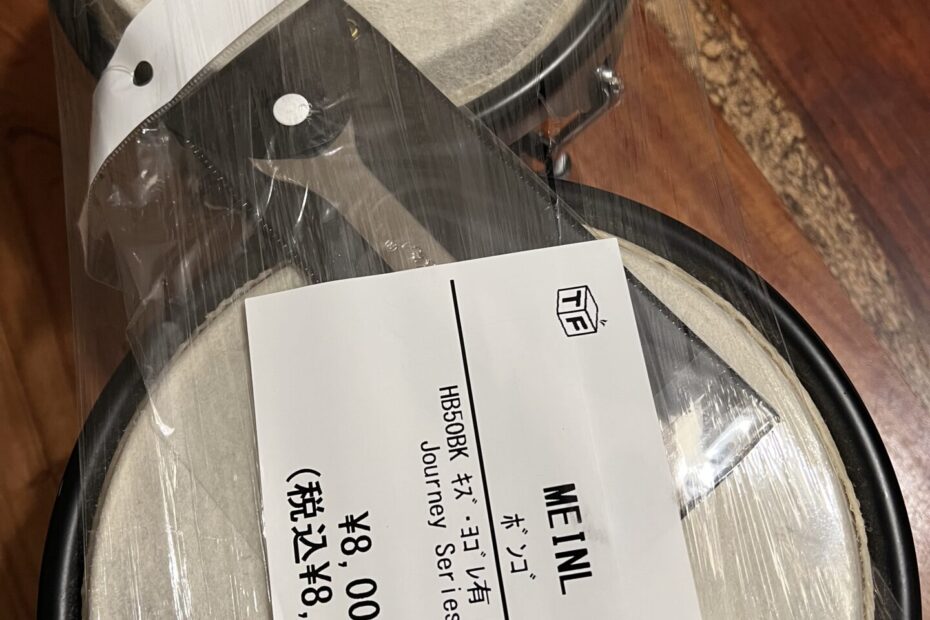 TF
MEINL
ﾎﾞﾝｺﾞ
HB50BK ｷｽﾞ・ﾖｺﾞﾚ有
Journey Series
¥8,00
(税込¥8,